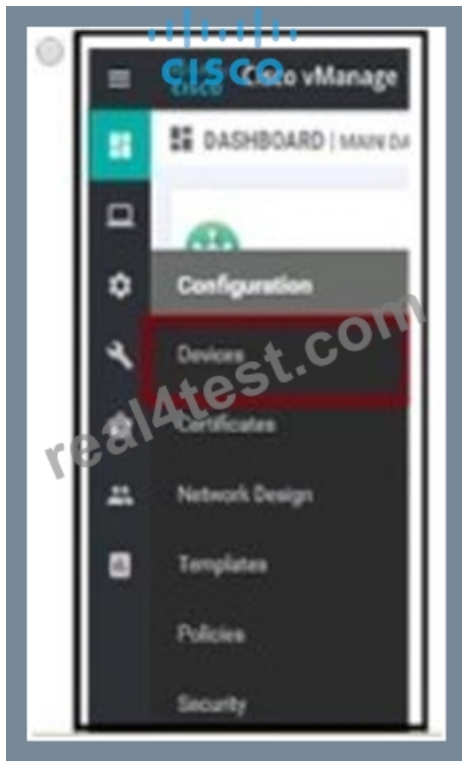 CISCO
Cisco vManage
DASHBOARD | MAIN DA
Configuration
Devices
real4test.com
Certificates
Network Design
Templates
Policies
Security